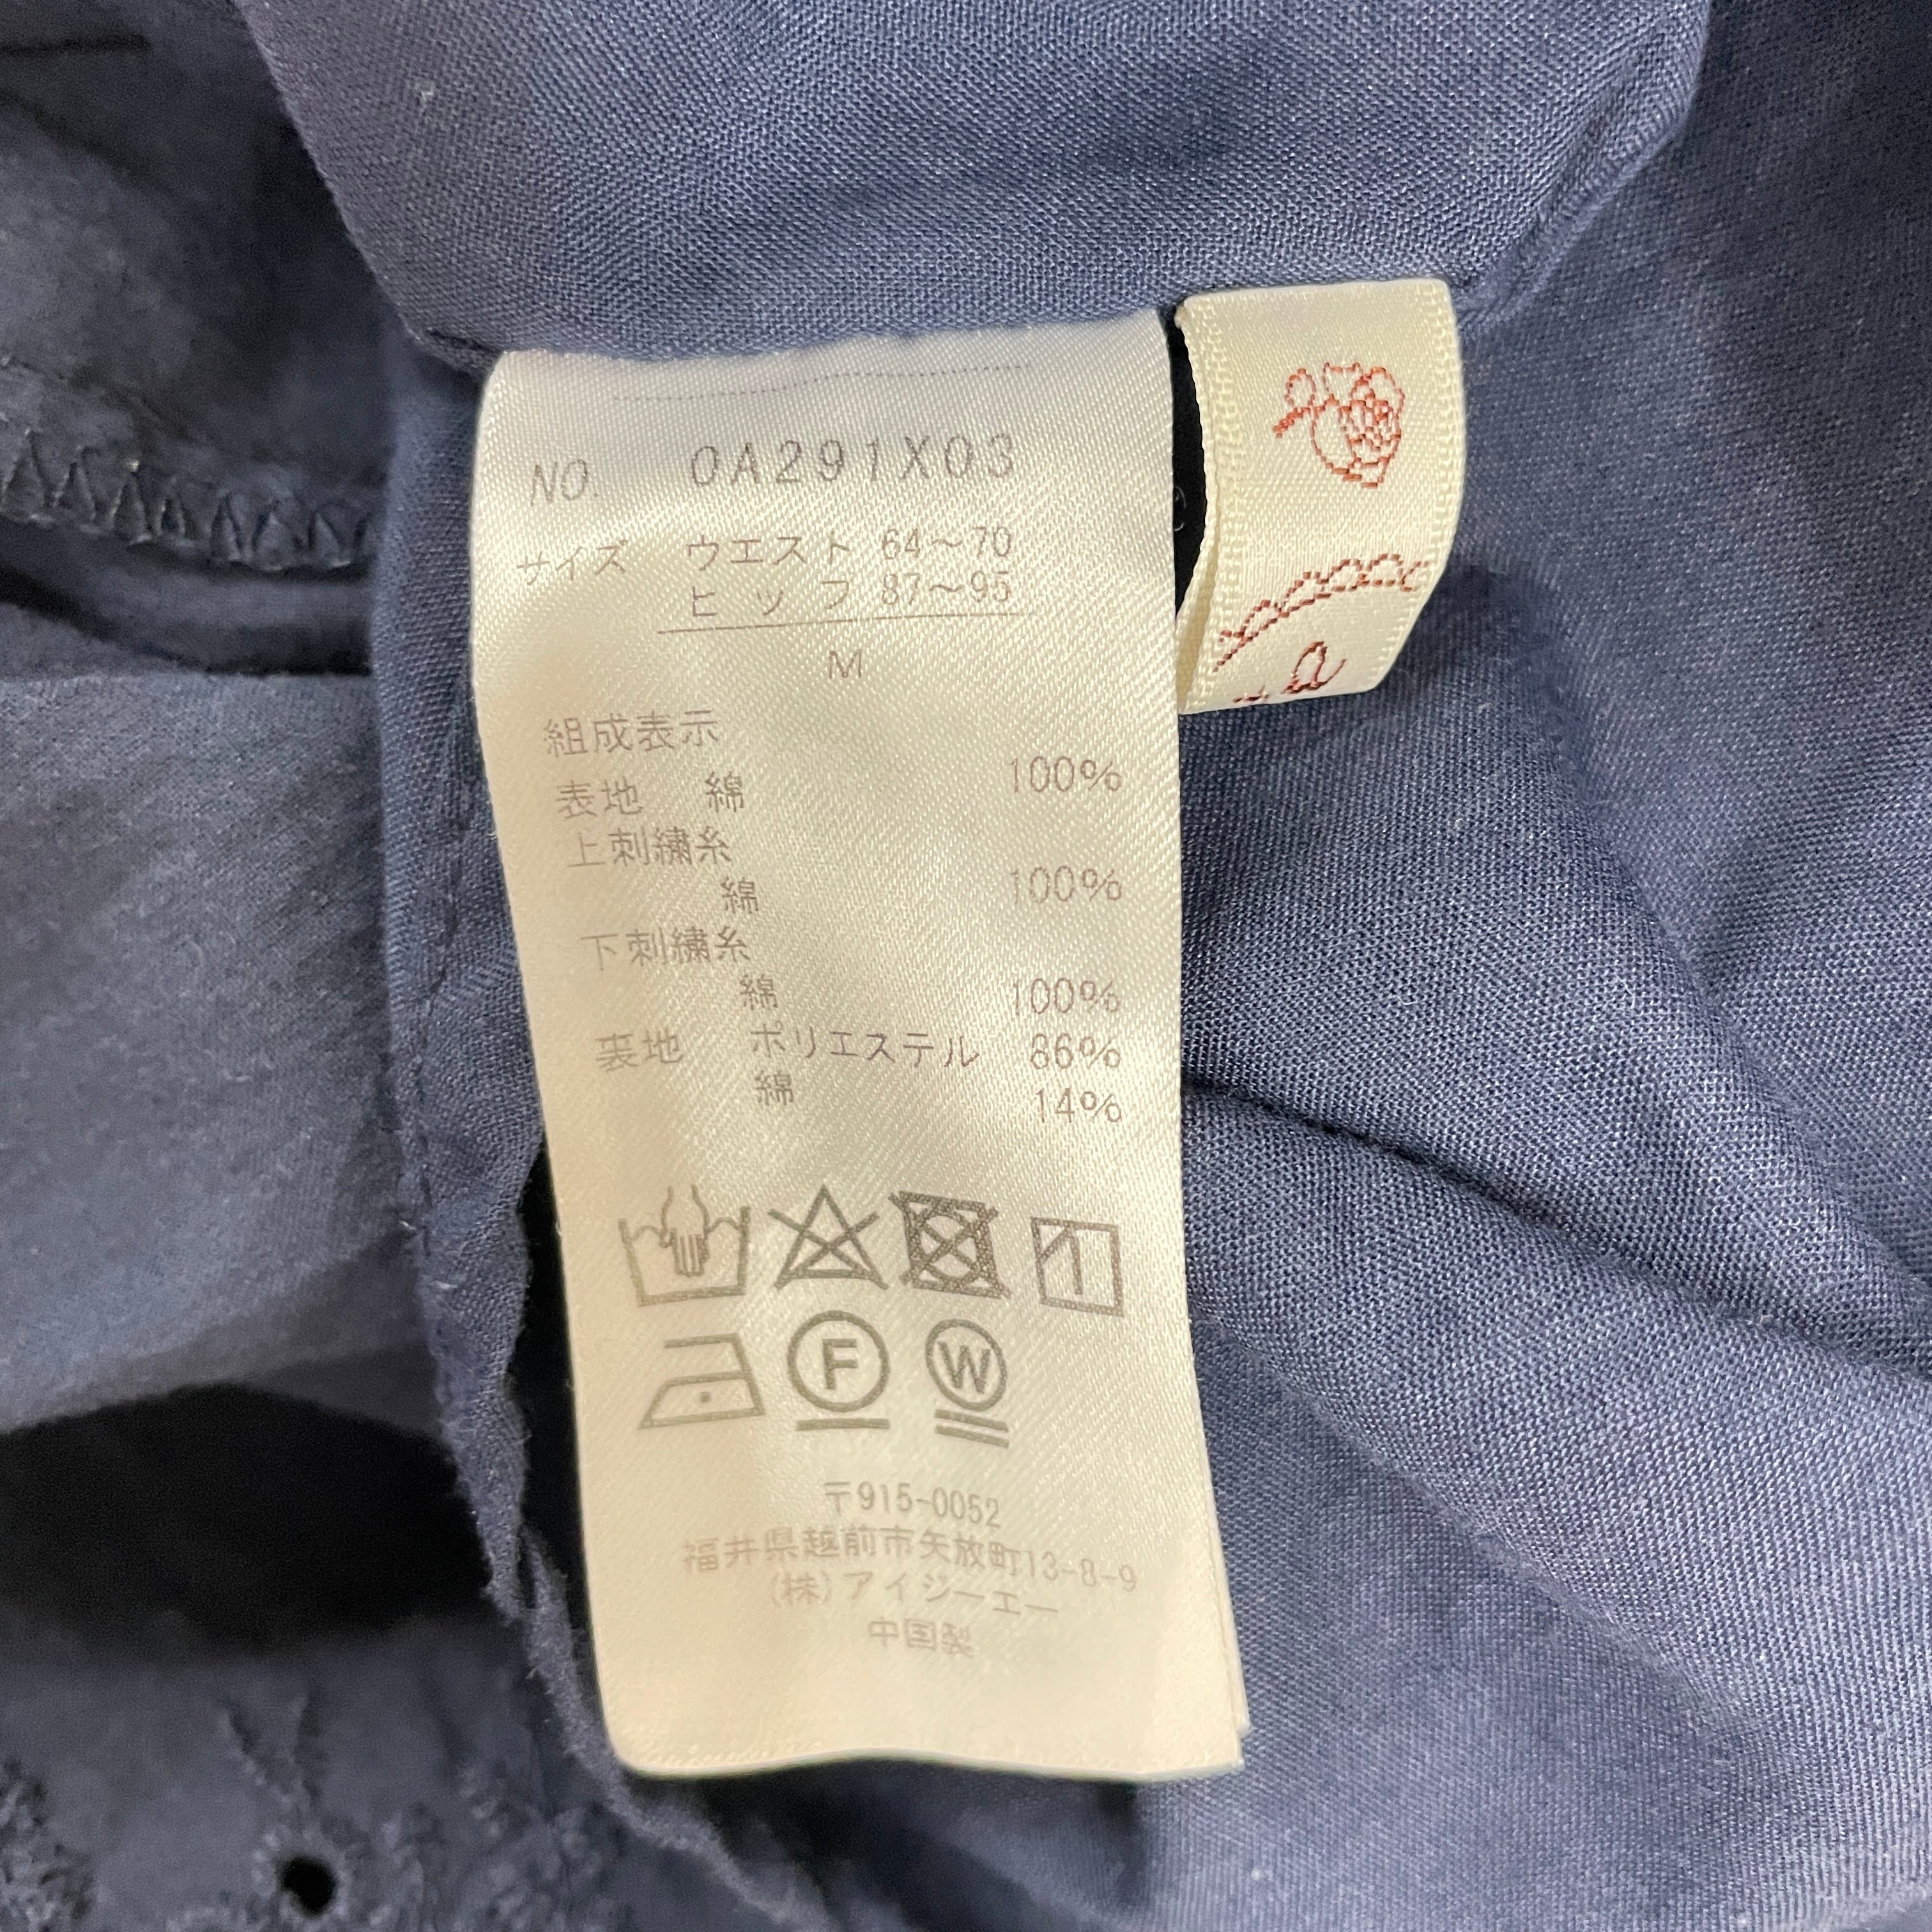 NO. 0A291X03
サイズ ウエスト 64～70
ヒップ 87～95
M
組成表示
表地 綿 100%
上刺繍糸
綿 100%
下刺繍糸
綿 100%
裏地 ポリエステル 86%
綿 14%
F W
〒915-0052
福井県越前市矢放町13-8-9
(株)アイジーエー
中国製